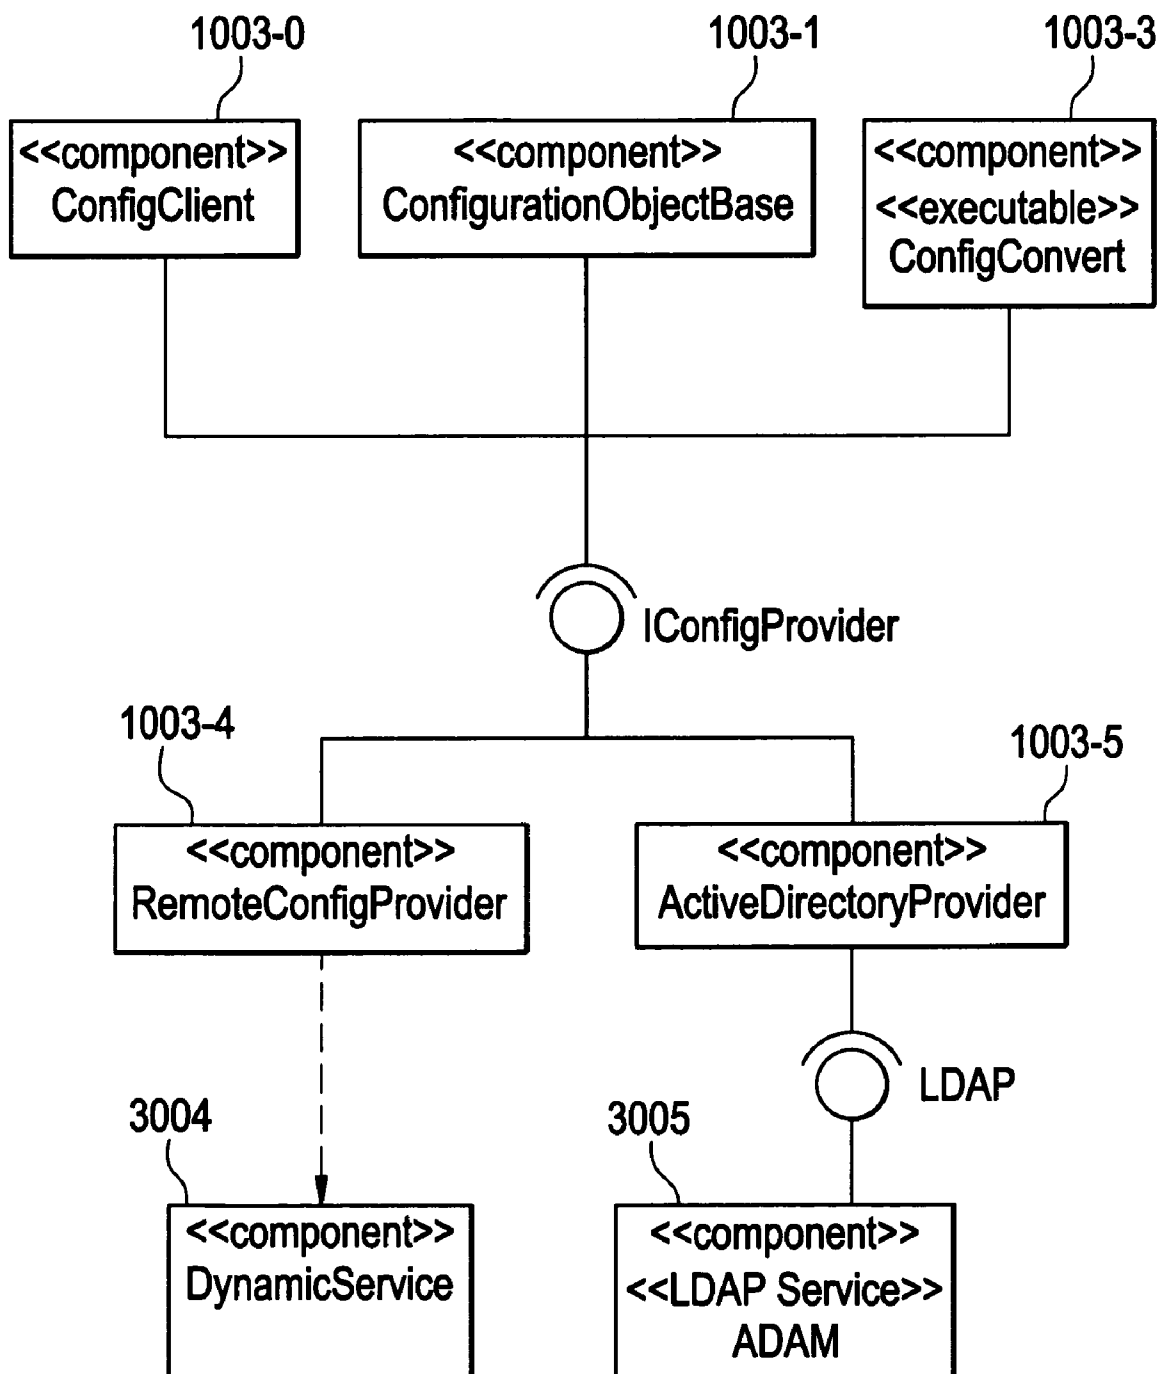 1003-0
1003-1
1003-3
<<component>>
ConfigClient
<<component>>
ConfigurationObjectBase
<<component>>
<<executable>>
ConfigConvert
IConfigProvider
1003-4
1003-5
<<component>>
RemoteConfigProvider
<<component>>
ActiveDirectoryProvider
LDAP
3004
3005
<<component>>
DynamicService
<<component>>
<<LDAP Service>>
ADAM